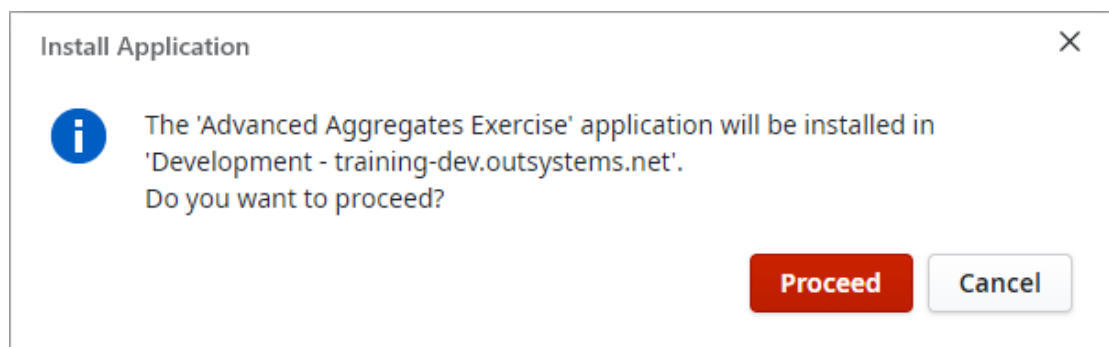 Install Application
The 'Advanced Aggregates Exercise' application will be installed in
'Development - training-dev.outsystems.net'.
Do you want to proceed?
Proceed
Cancel